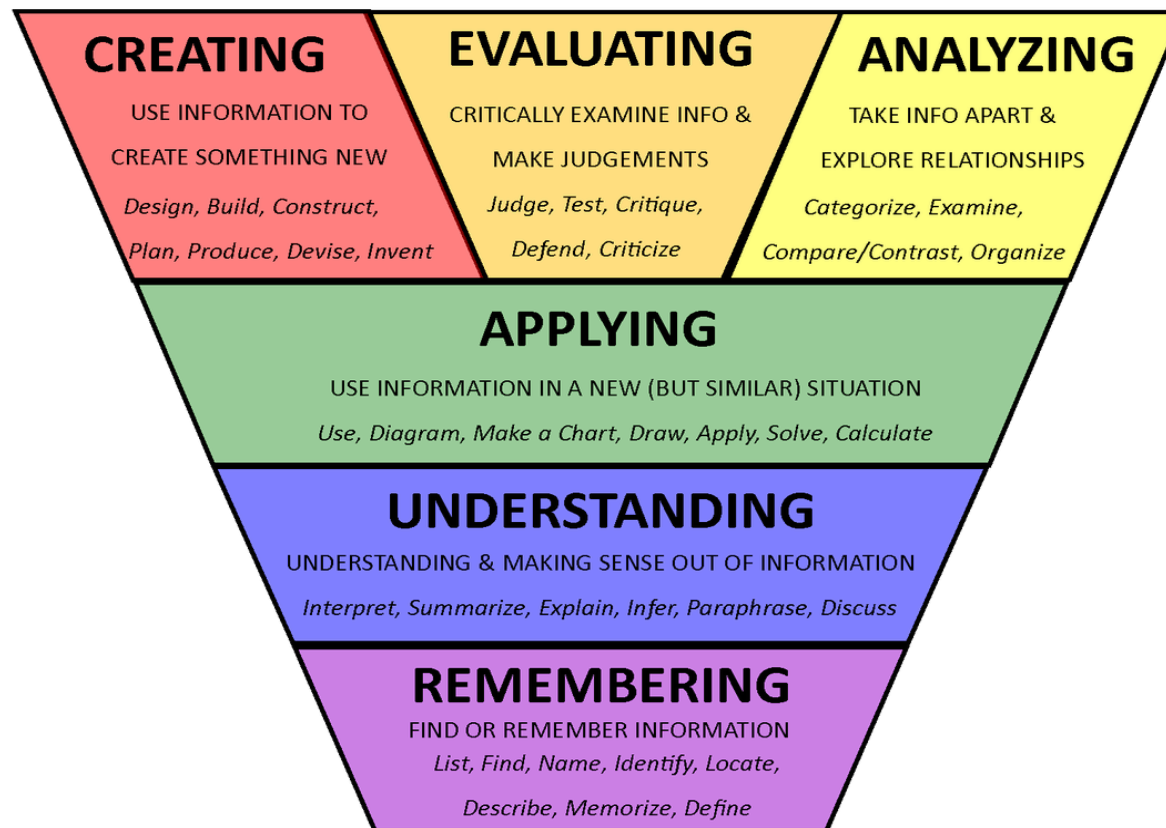 CREATING
USE INFORMATION TO
CREATE SOMETHING NEW
Design, Build, Construct,
Plan, Produce, Devise, Invent
EVALUATING
CRITICALLY EXAMINE INFO &
MAKE JUDGEMENTS
Judge, Test, Critique,
Defend, Criticize
ANALYZING
TAKE INFO APART &
EXPLORE RELATIONSHIPS
Categorize, Examine,
Compare/Contrast, Organize
APPLYING
USE INFORMATION IN A NEW (BUT SIMILAR) SITUATION
Use, Diagram, Make a Chart, Draw, Apply, Solve, Calculate
UNDERSTANDING
UNDERSTANDING & MAKING SENSE OUT OF INFORMATION
Interpret, Summarize, Explain, Infer, Paraphrase, Discuss
REMEMBERING
FIND OR REMEMBER INFORMATION
List, Find, Name, Identify, Locate,
Describe, Memorize, Define